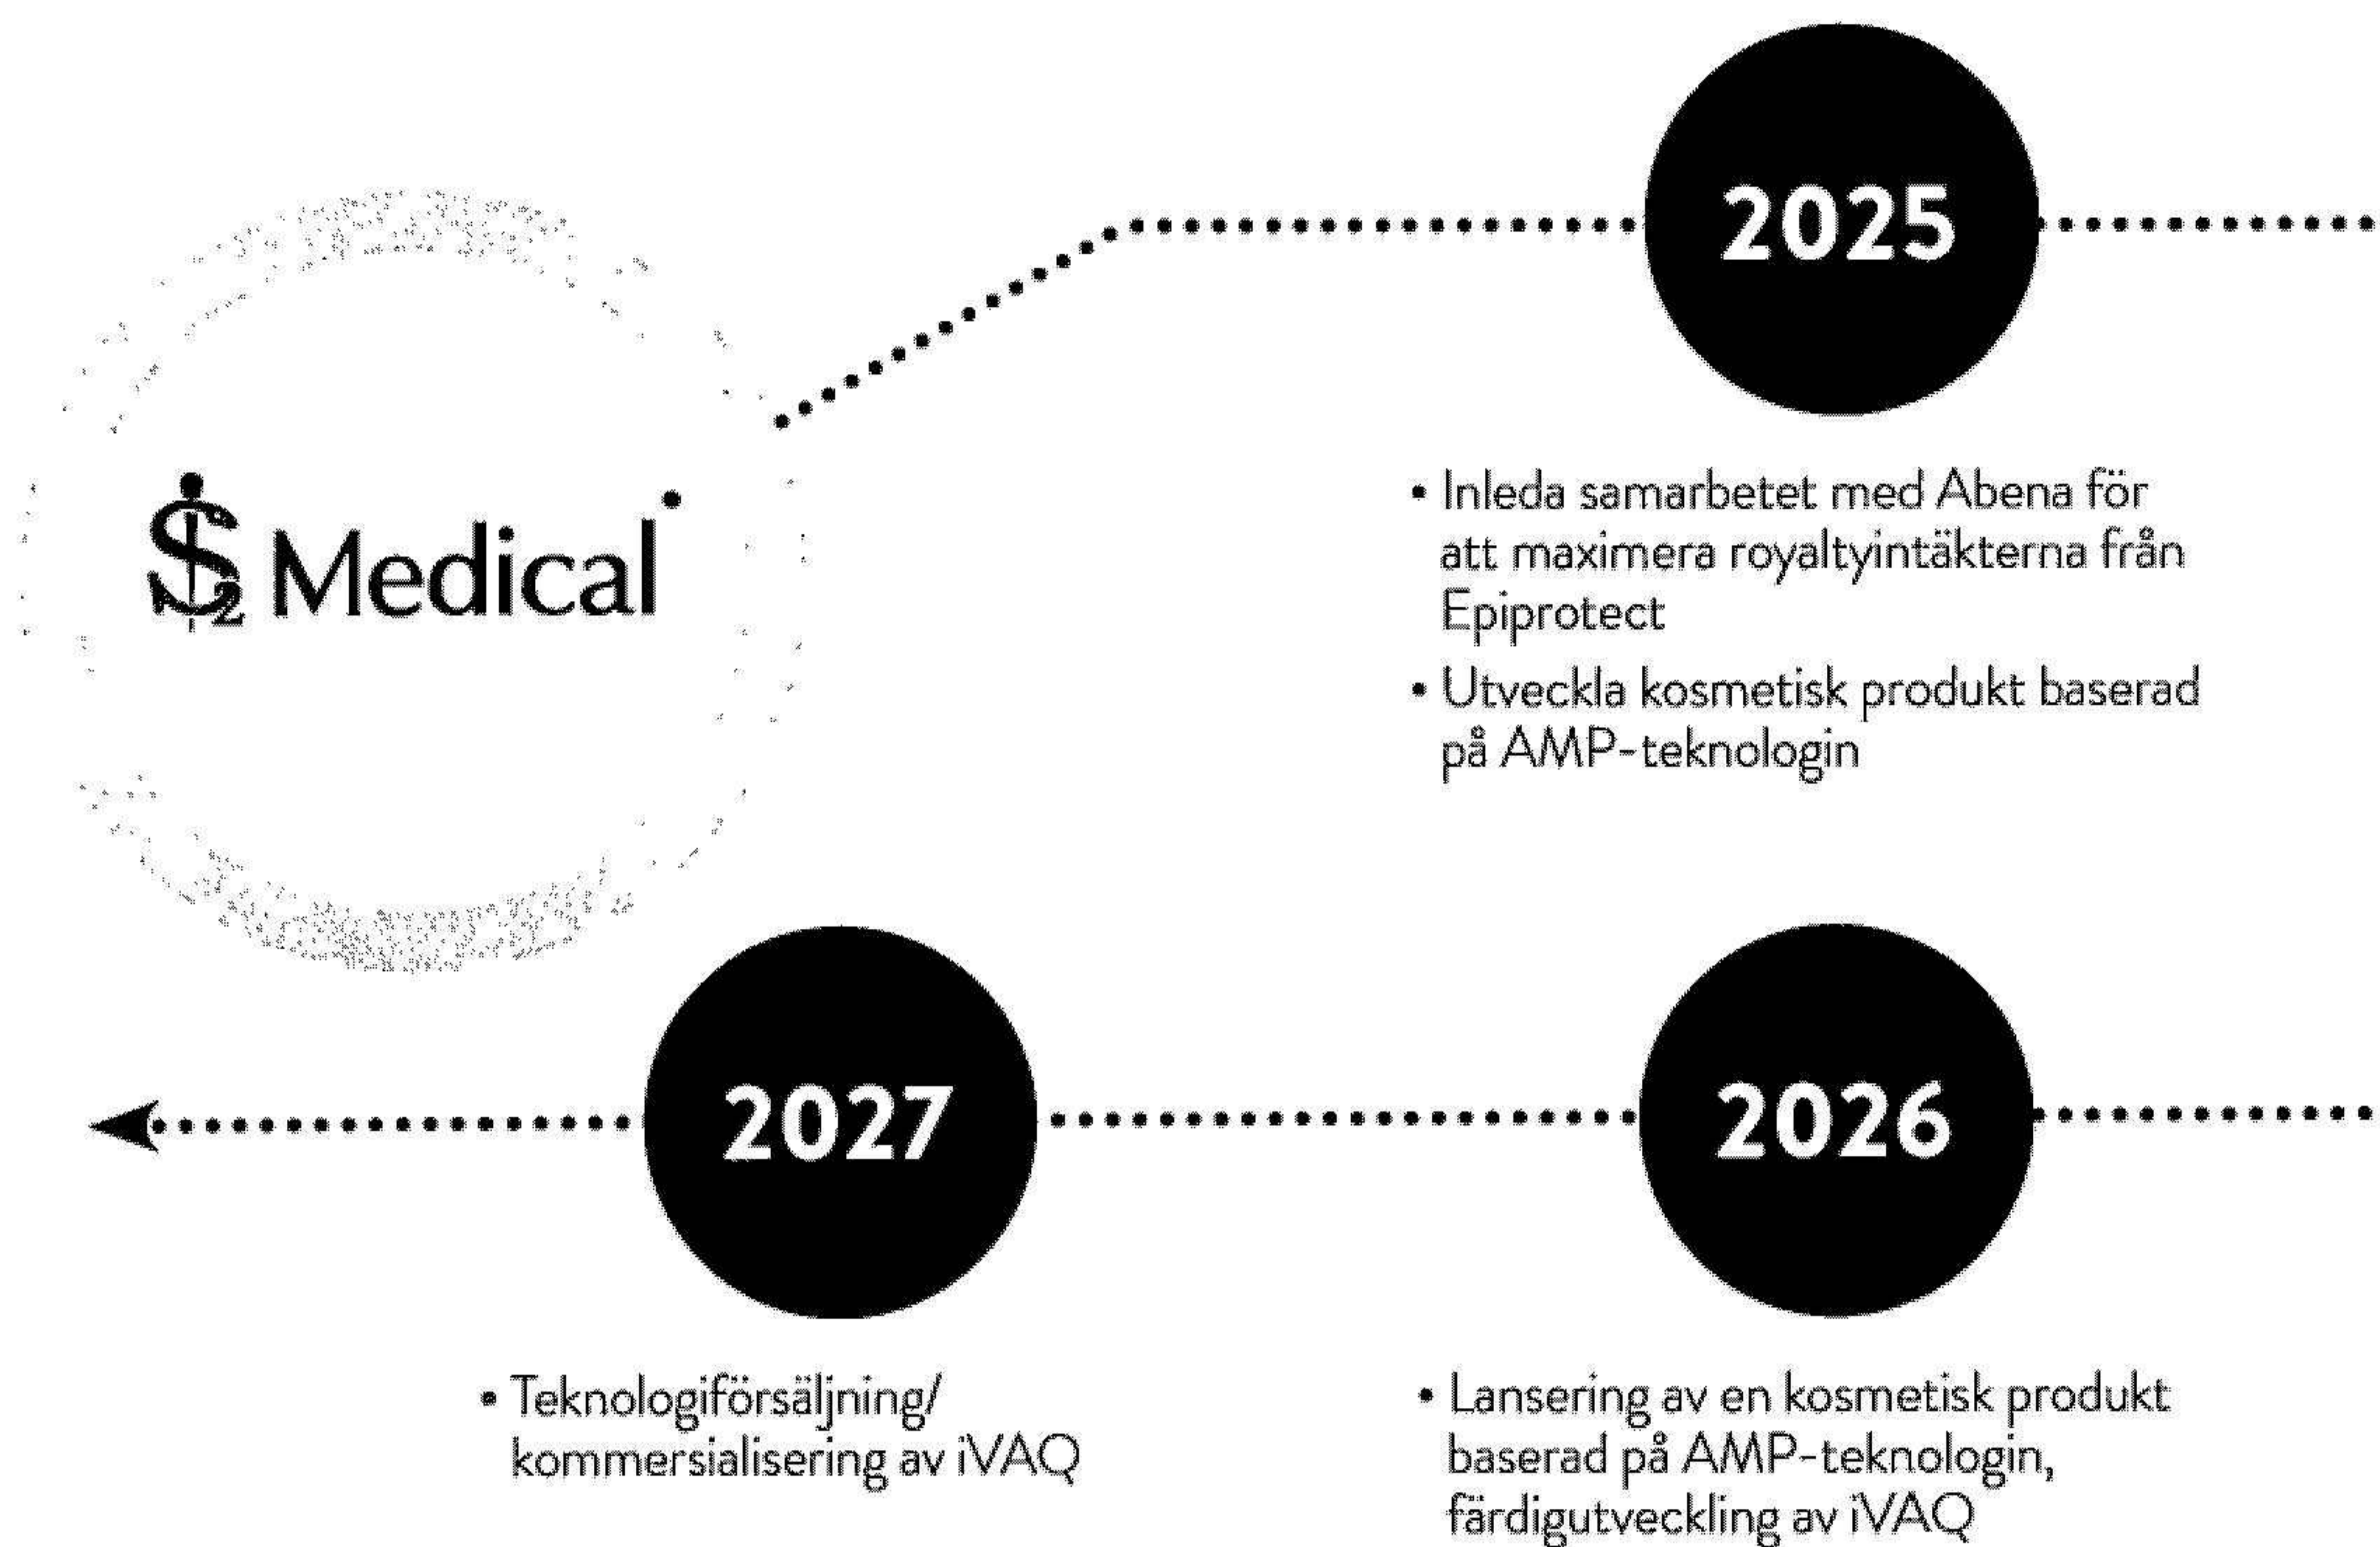 S2 Medical
2025
• Inleda samarbetet med Abena för
att maximera royaltyintäkterna från
Epiprotect
• Utveckla kosmetisk produkt baserad
på AMP-teknologin
2026
• Lansering av en kosmetisk produkt
baserad på AMP-teknologin,
färdigutveckling av iVAQ
2027
• Teknologiförsäljning/
kommersialisering av iVAQ